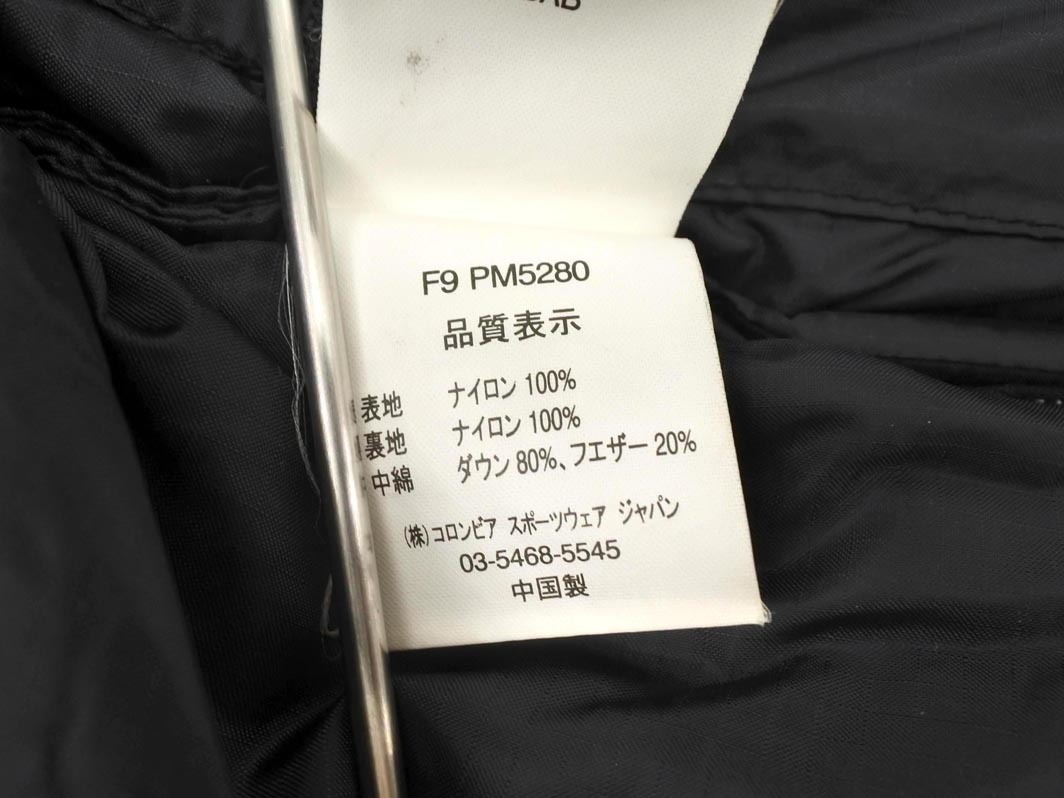 F9 PM5280
品質表示
表地 ナイロン 100%
裏地 ナイロン 100%
中綿 ダウン 80%、フエザー 20%
(株)コロンビア スポーツウェア ジャパン
03-5468-5545
中国製